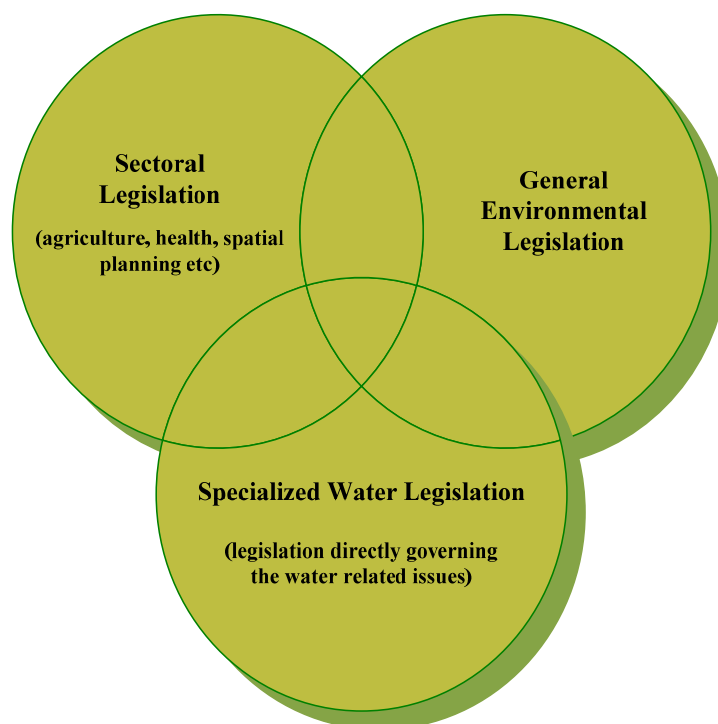 Sectoral
Legislation
(agriculture, health, spatial
planning etc)
General
Environmental
Legislation
Specialized Water Legislation
(legislation directly governing
the water related issues)